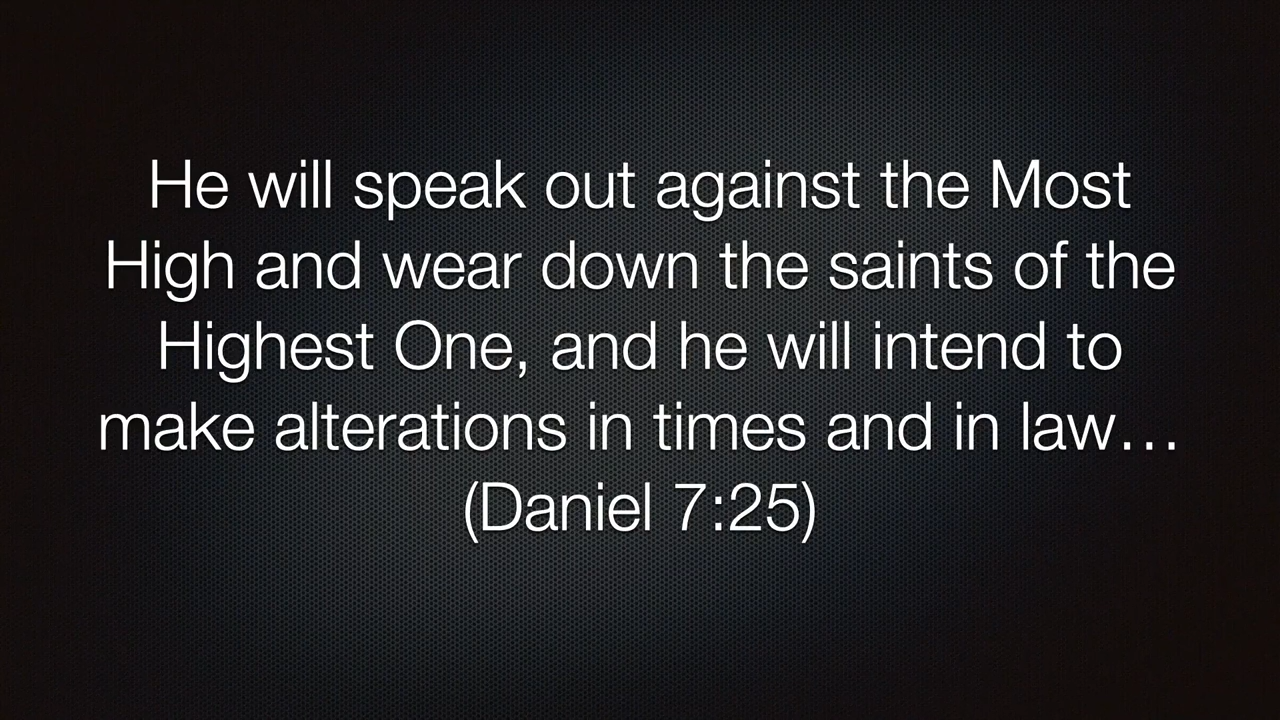 He will speak out against the Most
High and wear down the saints of the
Highest One, and he will intend to
make alterations in times and in law…
(Daniel 7:25)